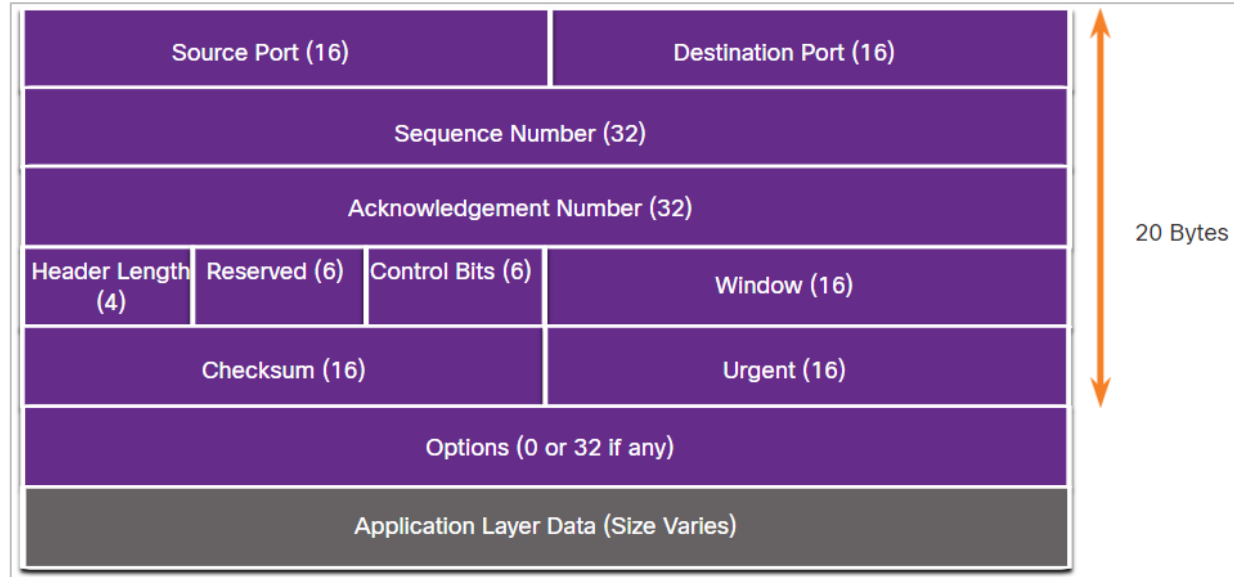 Source Port (16)
Destination Port (16)
Sequence Number (32)
Acknowledgement Number (32)
20 Bytes
Header Length
(4)
Reserved (6)
Control Bits (6)
Window (16)
Checksum (16)
Urgent (16)
Options (0 or 32 if any)
Application Layer Data (Size Varies)